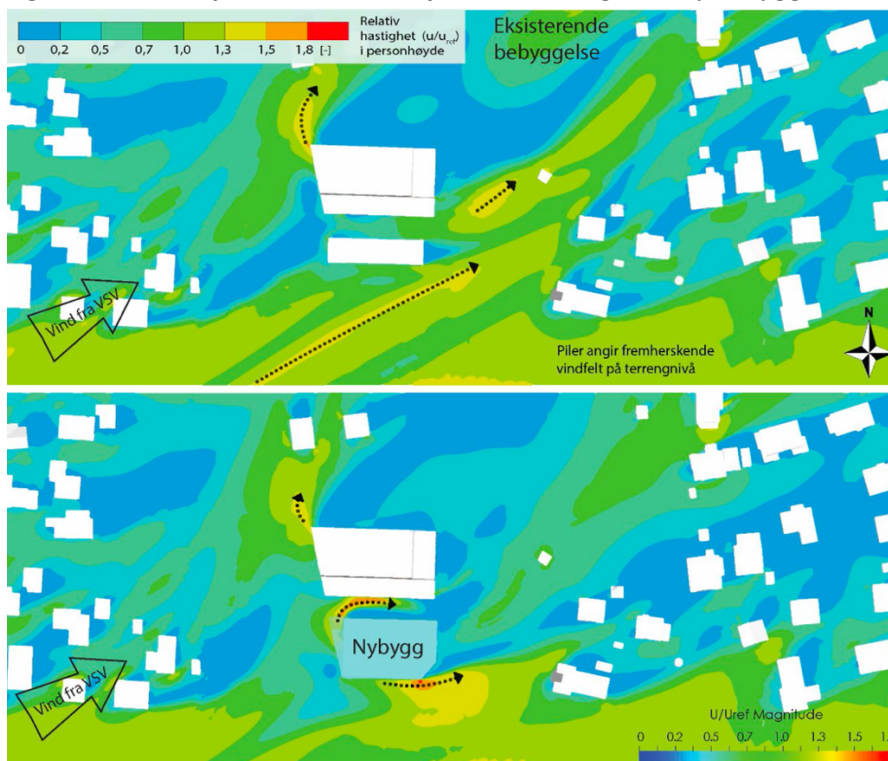 0 0,2 0,5 0,7 1,0 1,3 1,5 1,8 [-]
Relativ
hastighet (u/u_ref)
i personhøyde
Eksisterende
bebyggelse
Vind fra VSV
Piler angir fremherskende
vindfelt på terrengnivå
N
Nybygg
Vind fra VSV
U/Uref Magnitude
0 0.2 0.5 0.7 1.0 1.3 1.5